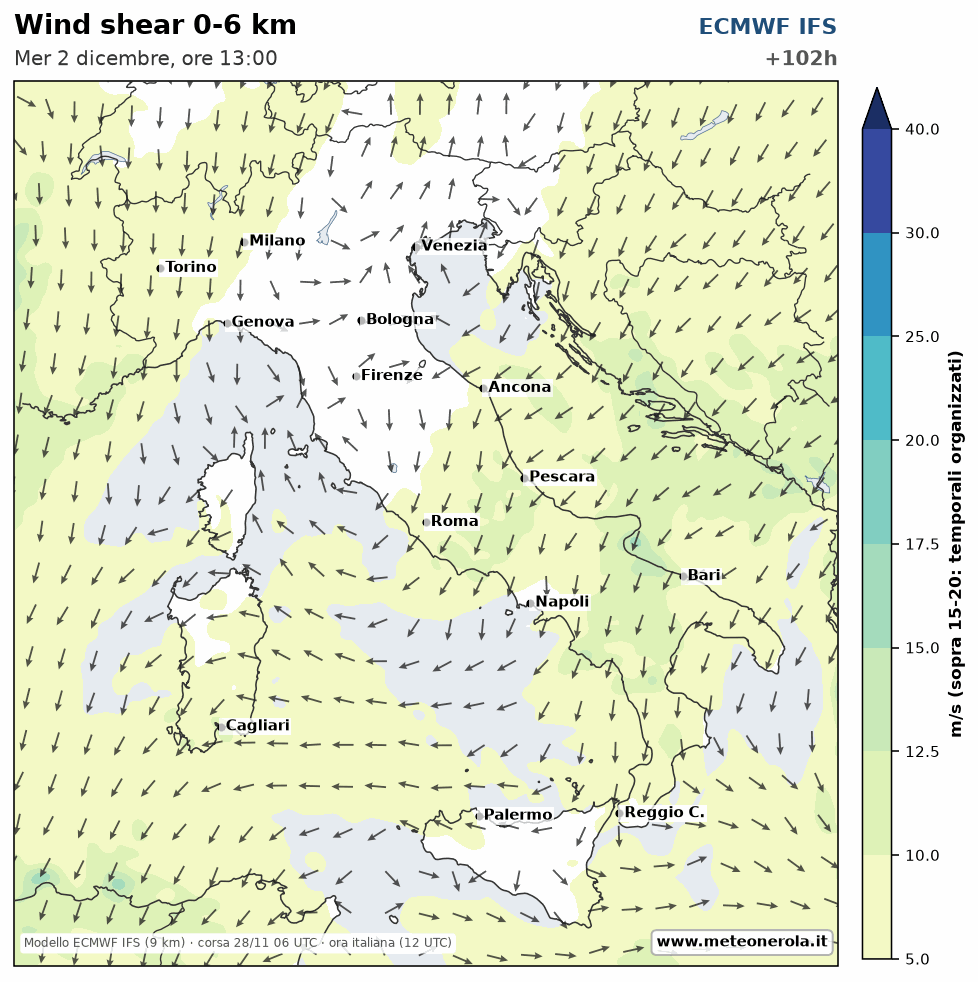 Wind shear 0-6 km
ECMWF IFS
Mer 2 dicembre, ore 13:00
+102h
Milano
Venezia
Torino
Genova
Bologna
Firenze
Ancona
Pescara
Roma
Bari
Napoli
Cagliari
Palermo
Reggio C.
40.0
30.0
25.0
20.0
17.5
15.0
12.5
10.0
5.0
m/s (sopra 15-20: temporali organizzati)
Modello ECMWF IFS (9 km) · corsa 28/11 06 UTC · ora italiana (12 UTC)
www.meteonerola.it